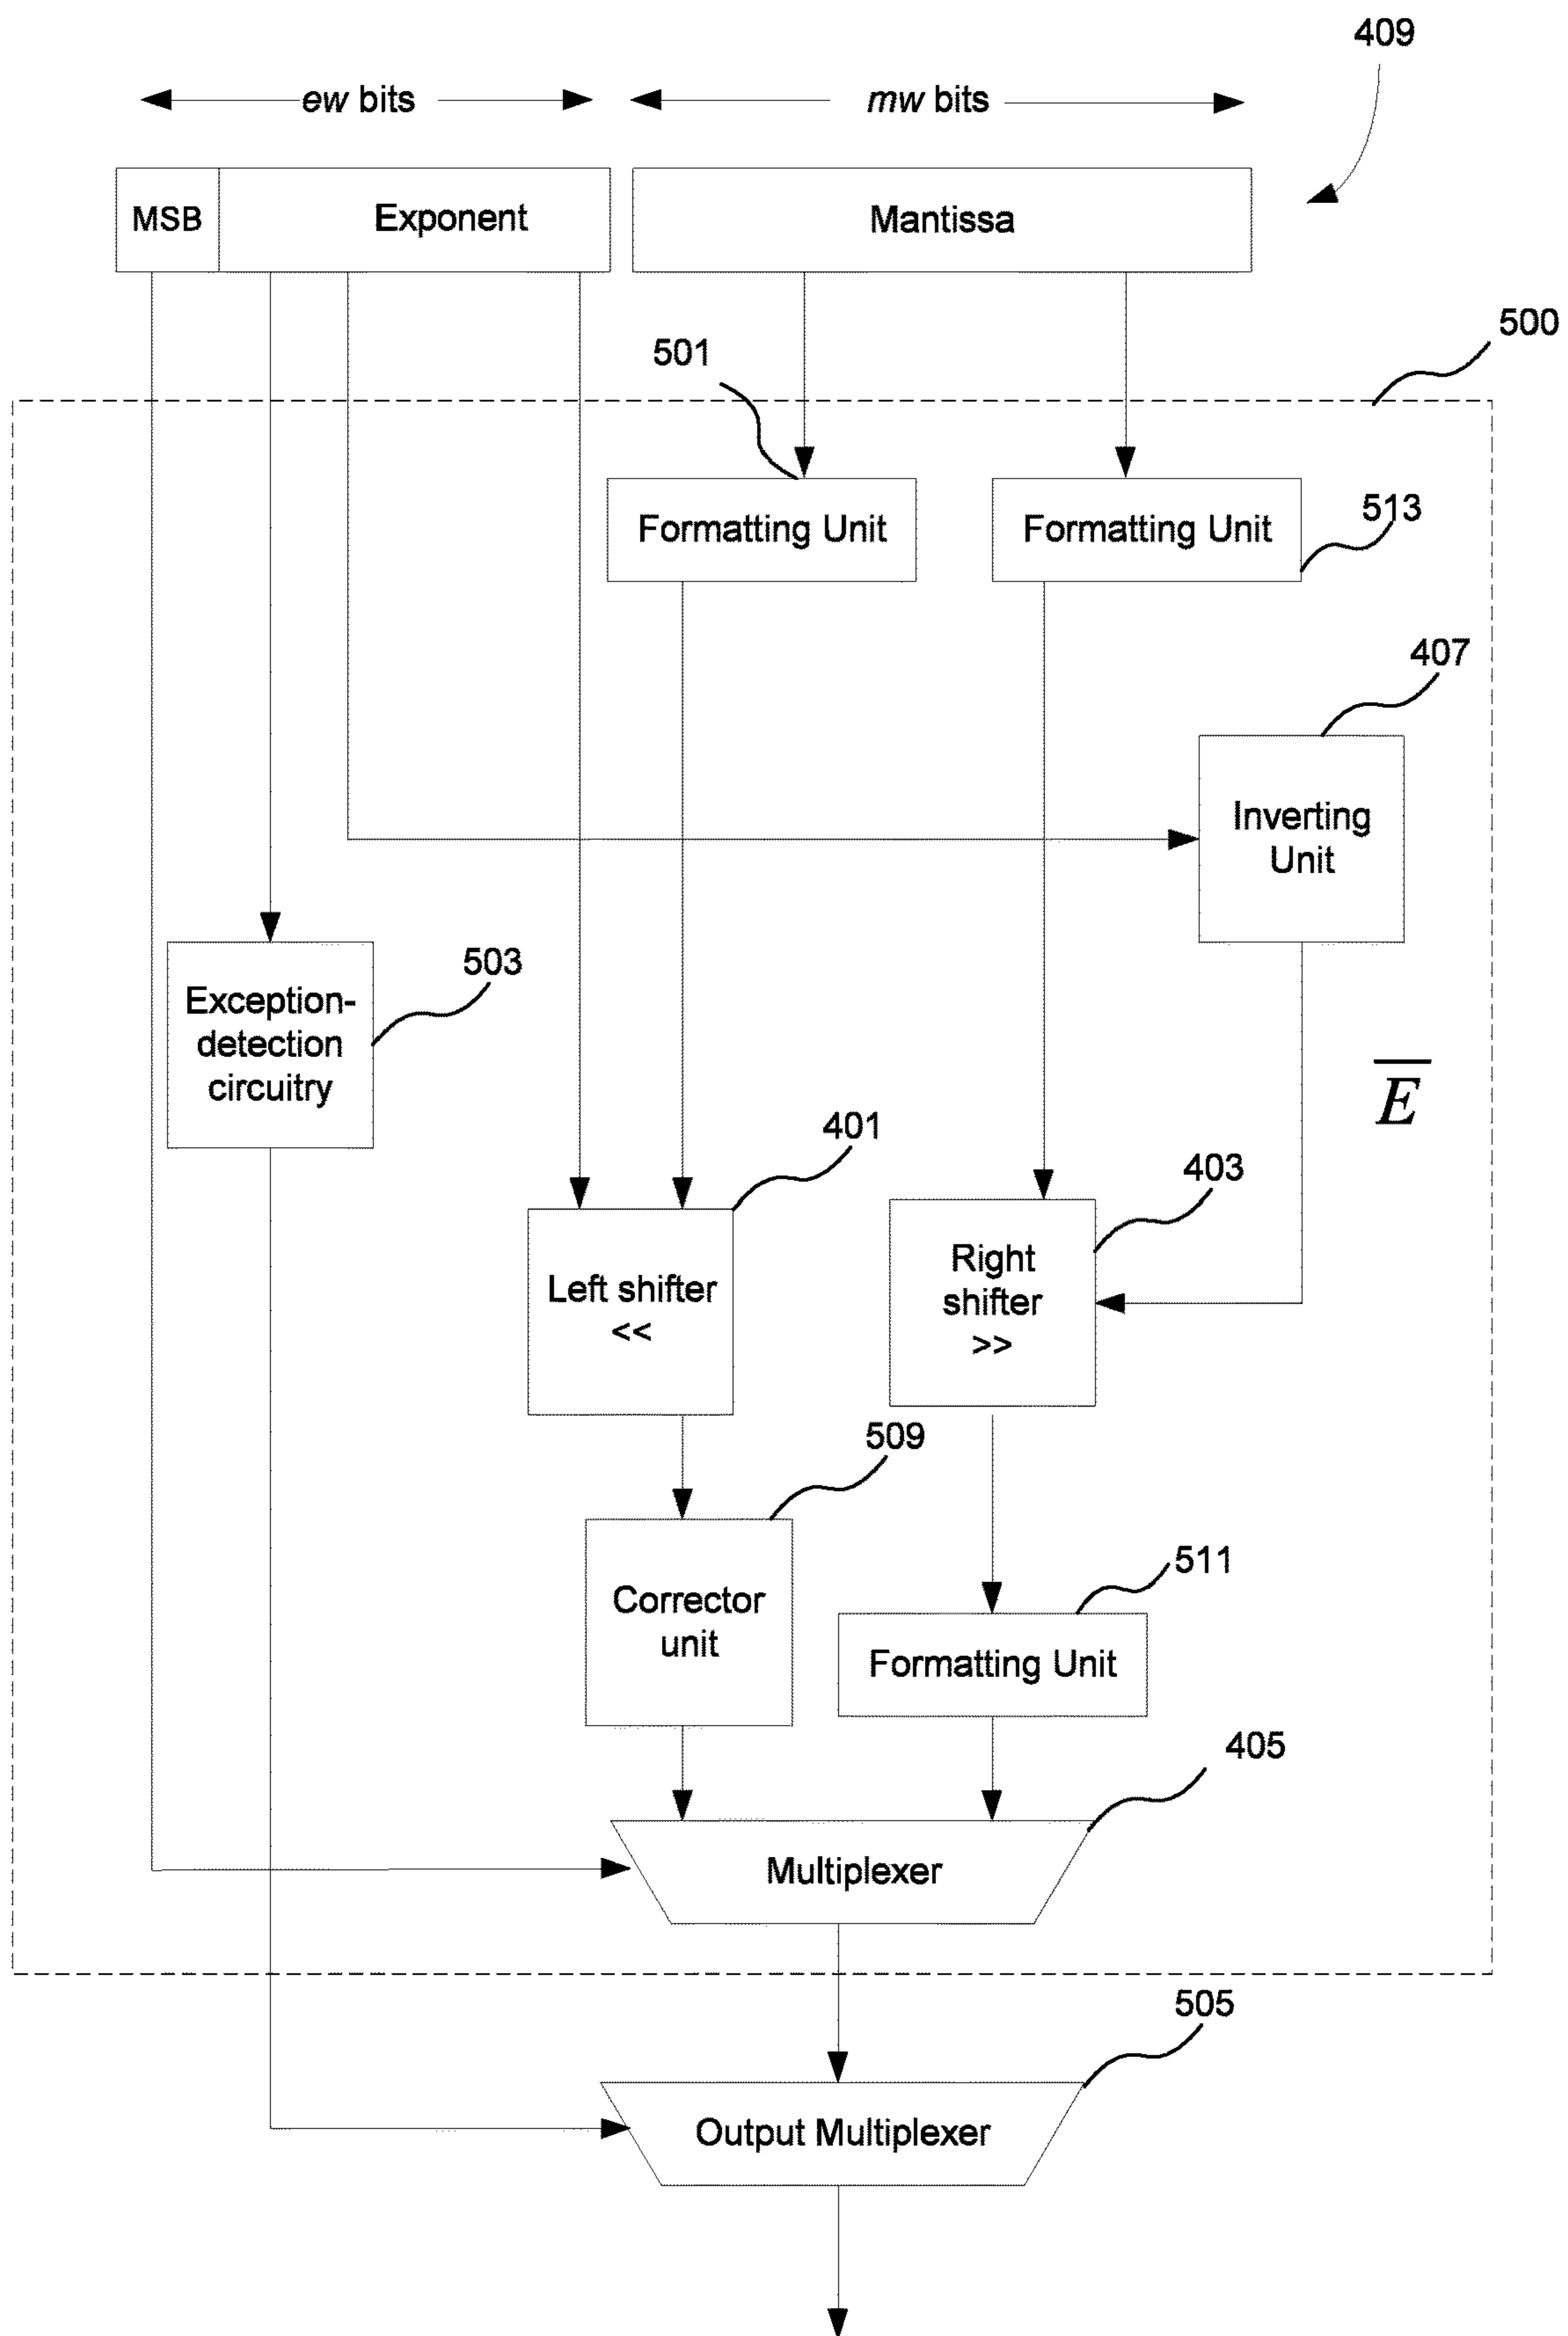 409
ew bits
mw bits
MSB
Exponent
Mantissa
500
501
Formatting Unit
Formatting Unit
513
407
Inverting
Unit
503
Exception-
detection
circuitry
E̅
401
403
Left shifter
<<
Right
shifter
>>
509
511
Corrector
unit
Formatting Unit
405
Multiplexer
505
Output Multiplexer